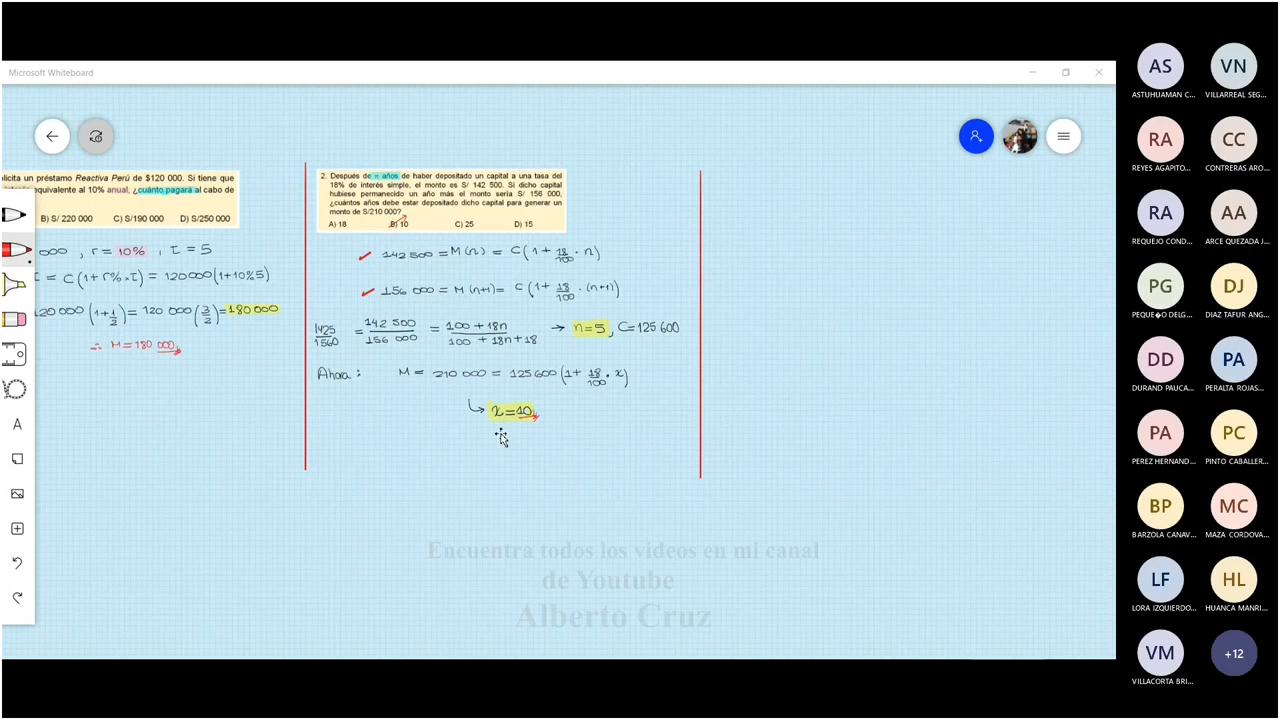 Microsoft Whiteboard
licita un préstamo Reactiva Perú de $120 000. Si tiene que
equivalente al 10% anual, ¿cuánto pagará al cabo de
B) S/ 220 000 C) S/190 000 D) S/250 000
000 , r = 10% , t = 5
= C(1+r%×t) = 120000(1+10%5)
120 000 (1+1/2) = 120 000 (3/2) = 180 000
∴ M = 180 000
2. Después de n años de haber depositado un capital a una tasa del
18% de interés simple, el monto es S/ 142 500. Si dicho capital
hubiese permanecido un año más el monto sería S/ 156 000,
¿cuántos años debe estar depositado dicho capital para generar un
monto de S/210 000?
A) 18 B) 10 C) 25 D) 15
142 500 = M(n) = C(1 + 18/100 · n)
156 000 = M(n+1) = C(1 + 18/100 · (n+1))
1425/1560 = 142 500/156 000 = 100 + 18n/100 + 18n + 18 → n=5, C=125 600
Ahora: M = 210 000 = 125600 (1 + 18/100 · x)
x=10
Encuentra todos los videos en mi canal
de Youtube
Alberto Cruz
AS VN
ASTUHUAMAN C... VILLARREAL SEG...
RA CC
REYES AGAPITO... CONTRERAS ARO...
RA AA
REQUEJO COND... ARCE QUEZADA J...
PG DJ
PEQUE�O DELG... DIAZ TAFUR ANG...
DD PA
DURAND PAUCA... PERALTA ROJAS...
PA PC
PEREZ HERNAND... PINTO CABALLER...
BP MC
BARZOLA CANAV... MAZA CORDOVA...
LF HL
LORA IZQUIERDO... HUANCA MANRI...
VM +12
VILLACORTA BRI...